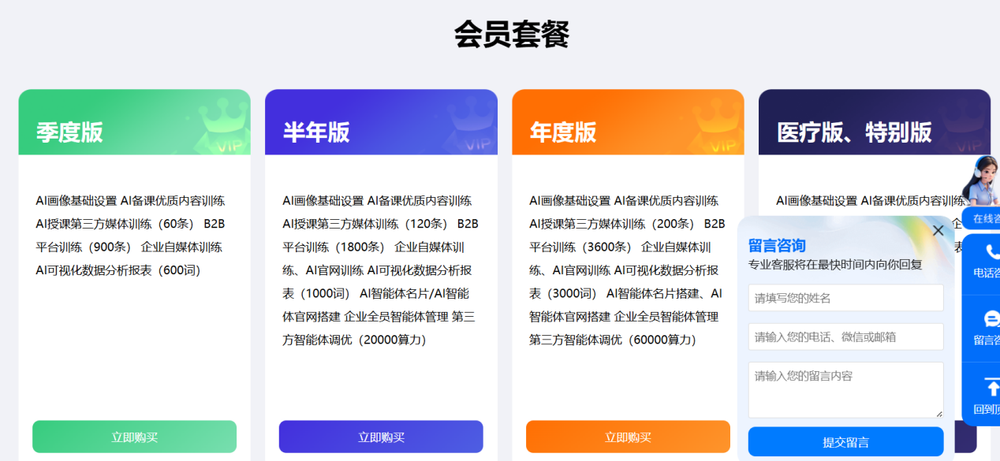 会员套餐
季度版
AI画像基础设置 AI备课优质内容训练
AI授课第三方媒体训练（60条） B2B
平台训练（900条） 企业自媒体训练
AI可视化数据分析报表（600词）
立即购买
半年版
AI画像基础设置 AI备课优质内容训练
AI授课第三方媒体训练（120条） B2B
平台训练（1800条） 企业自媒体训
练、AI官网训练 AI可视化数据分析报
表（1000词） AI智能体名片/AI智能
体官网搭建 企业全员智能体管理 第三
方智能体调优（20000算力）
立即购买
年度版
AI画像基础设置 AI备课优质内容训练
AI授课第三方媒体训练（200条） B2B
平台训练（3600条） 企业自媒体训
练、AI官网训练 AI可视化数据分析报
表（3000词） AI智能体名片搭建、AI
智能体官网搭建 企业全员智能体管理
第三方智能体调优（60000算力）
立即购买
医疗版、特别版
AI画像基础设置 AI备课优质内容训练
企
表
VIP
VIP
VIP
VIP
留言咨询
专业客服将在最快时间内向你回复
请填写您的姓名
请输入您的电话、微信或邮箱
请输入您的留言内容
提交留言
在线咨
电话咨
留言咨
回到顶